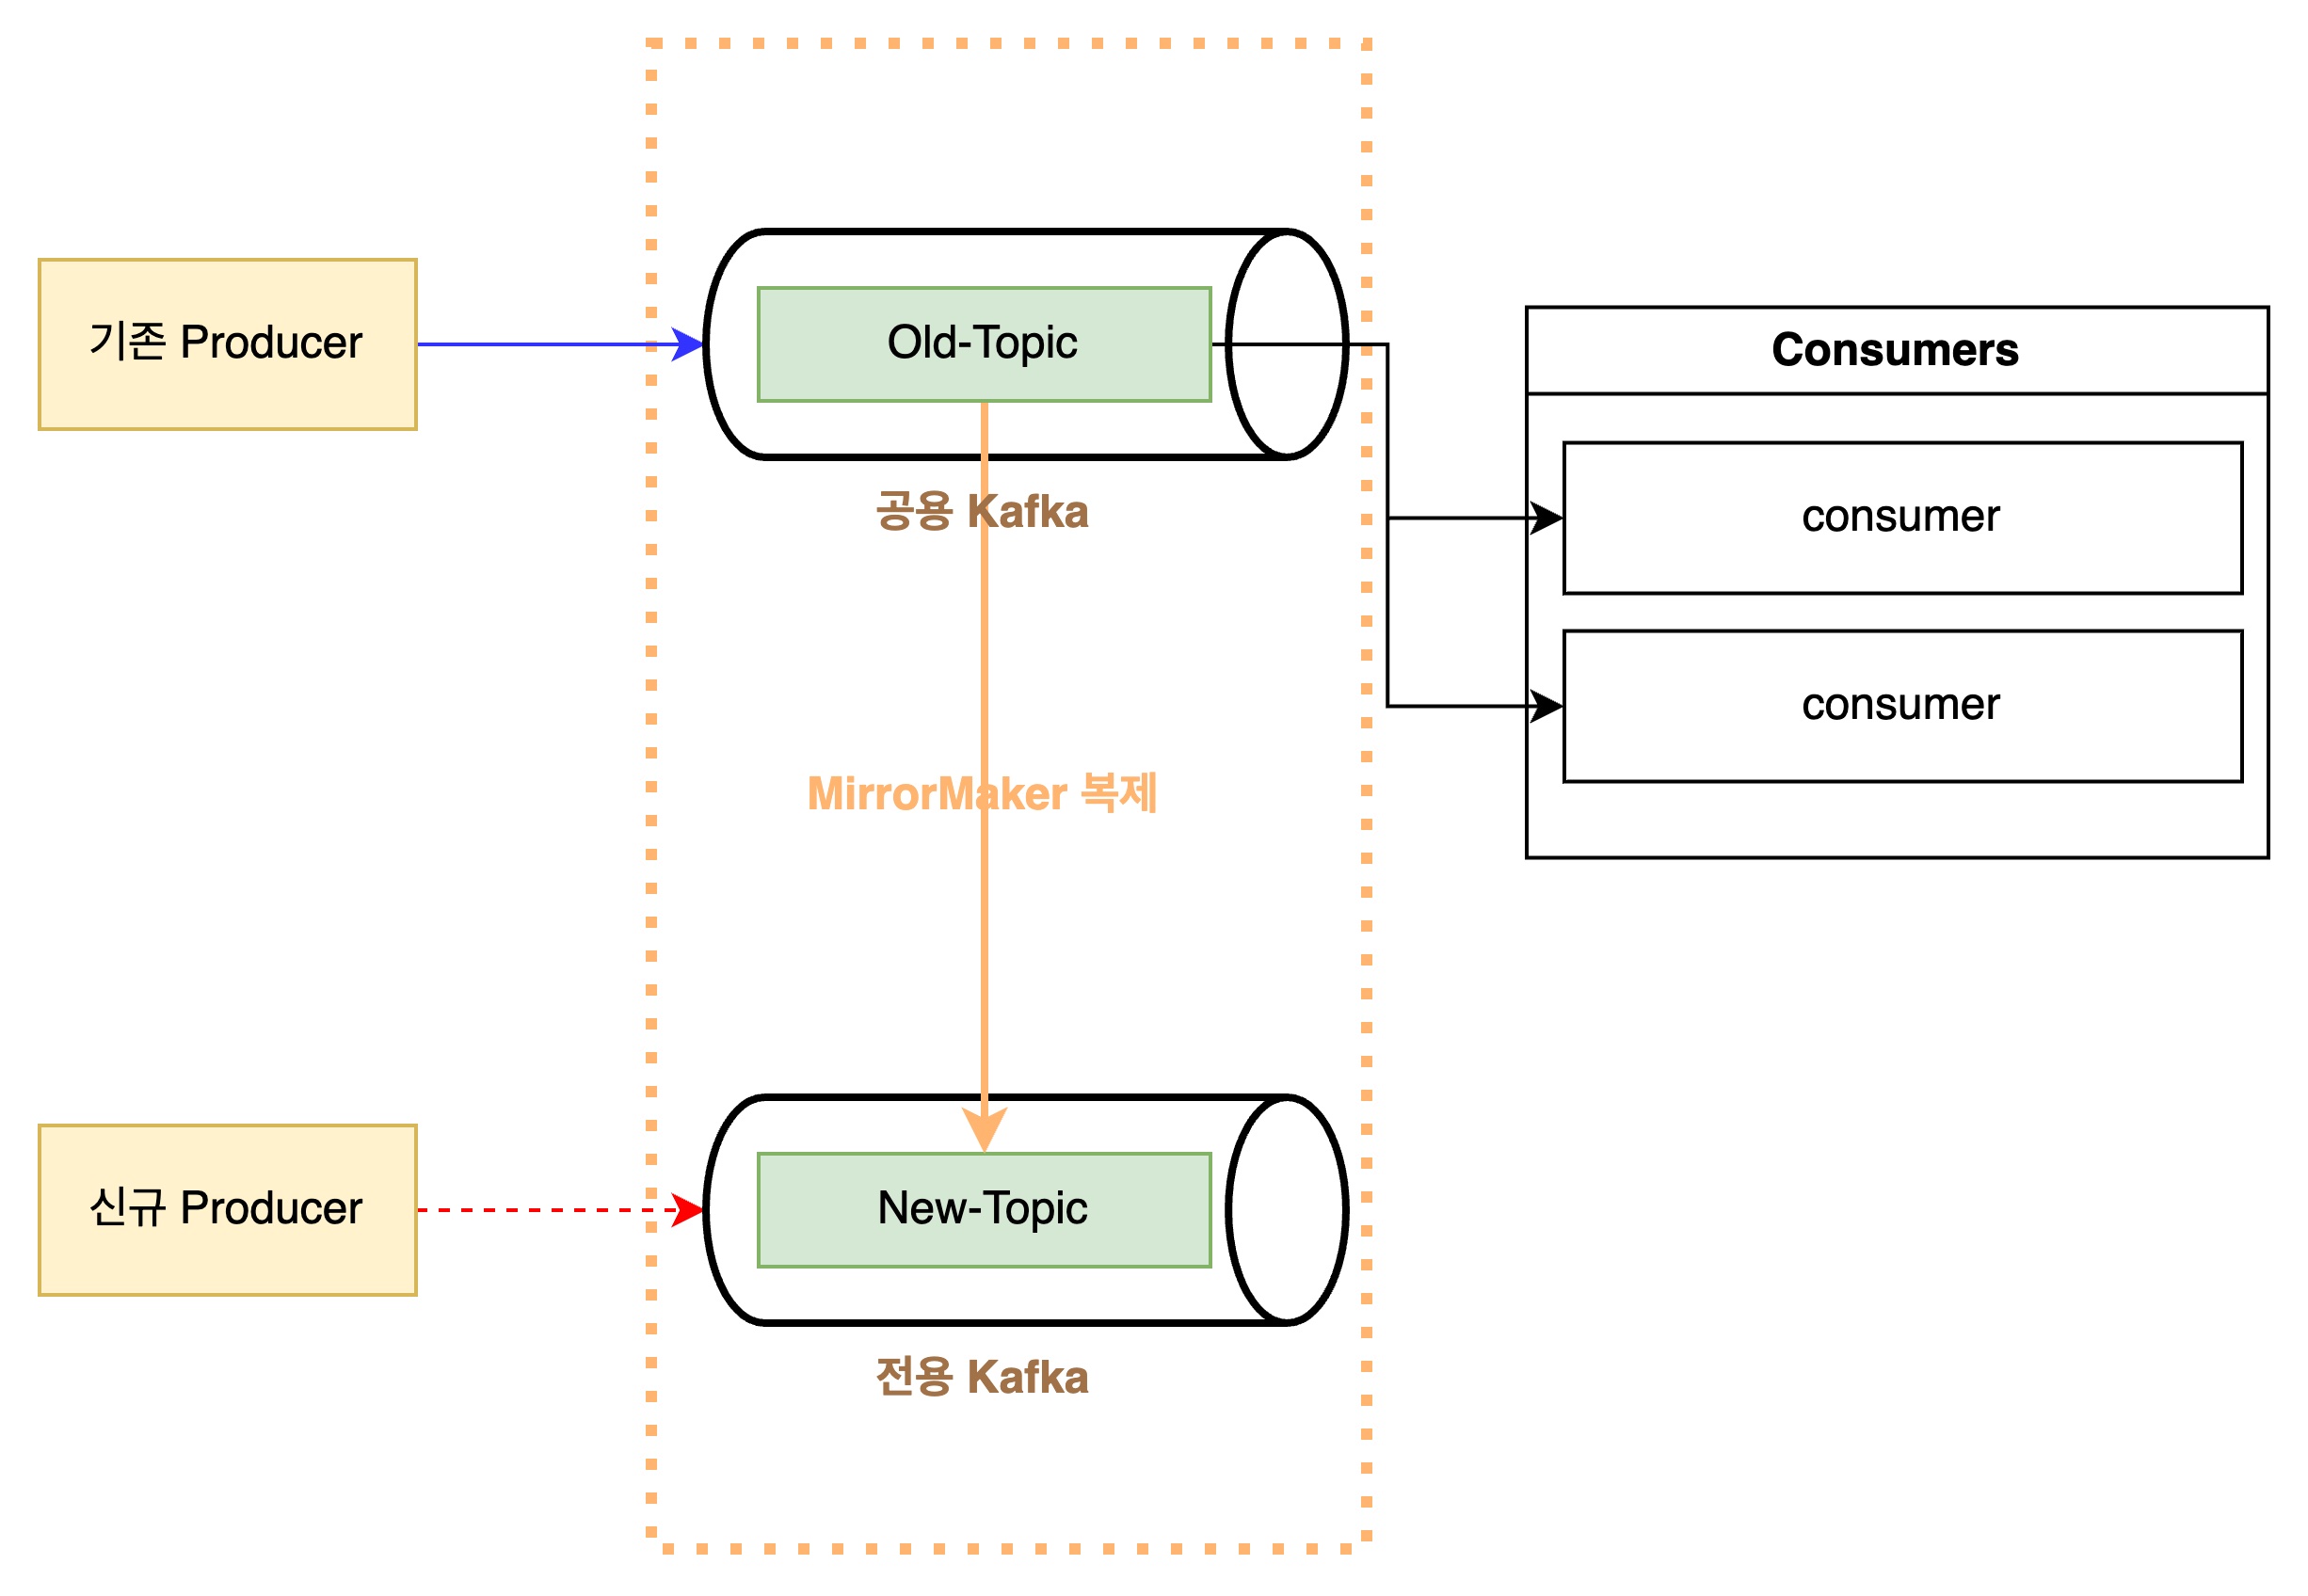 기존 Producer
Old-Topic
공용 Kafka
Consumers
consumer
consumer
MirrorMaker 복제
신규 Producer
New-Topic
전용 Kafka